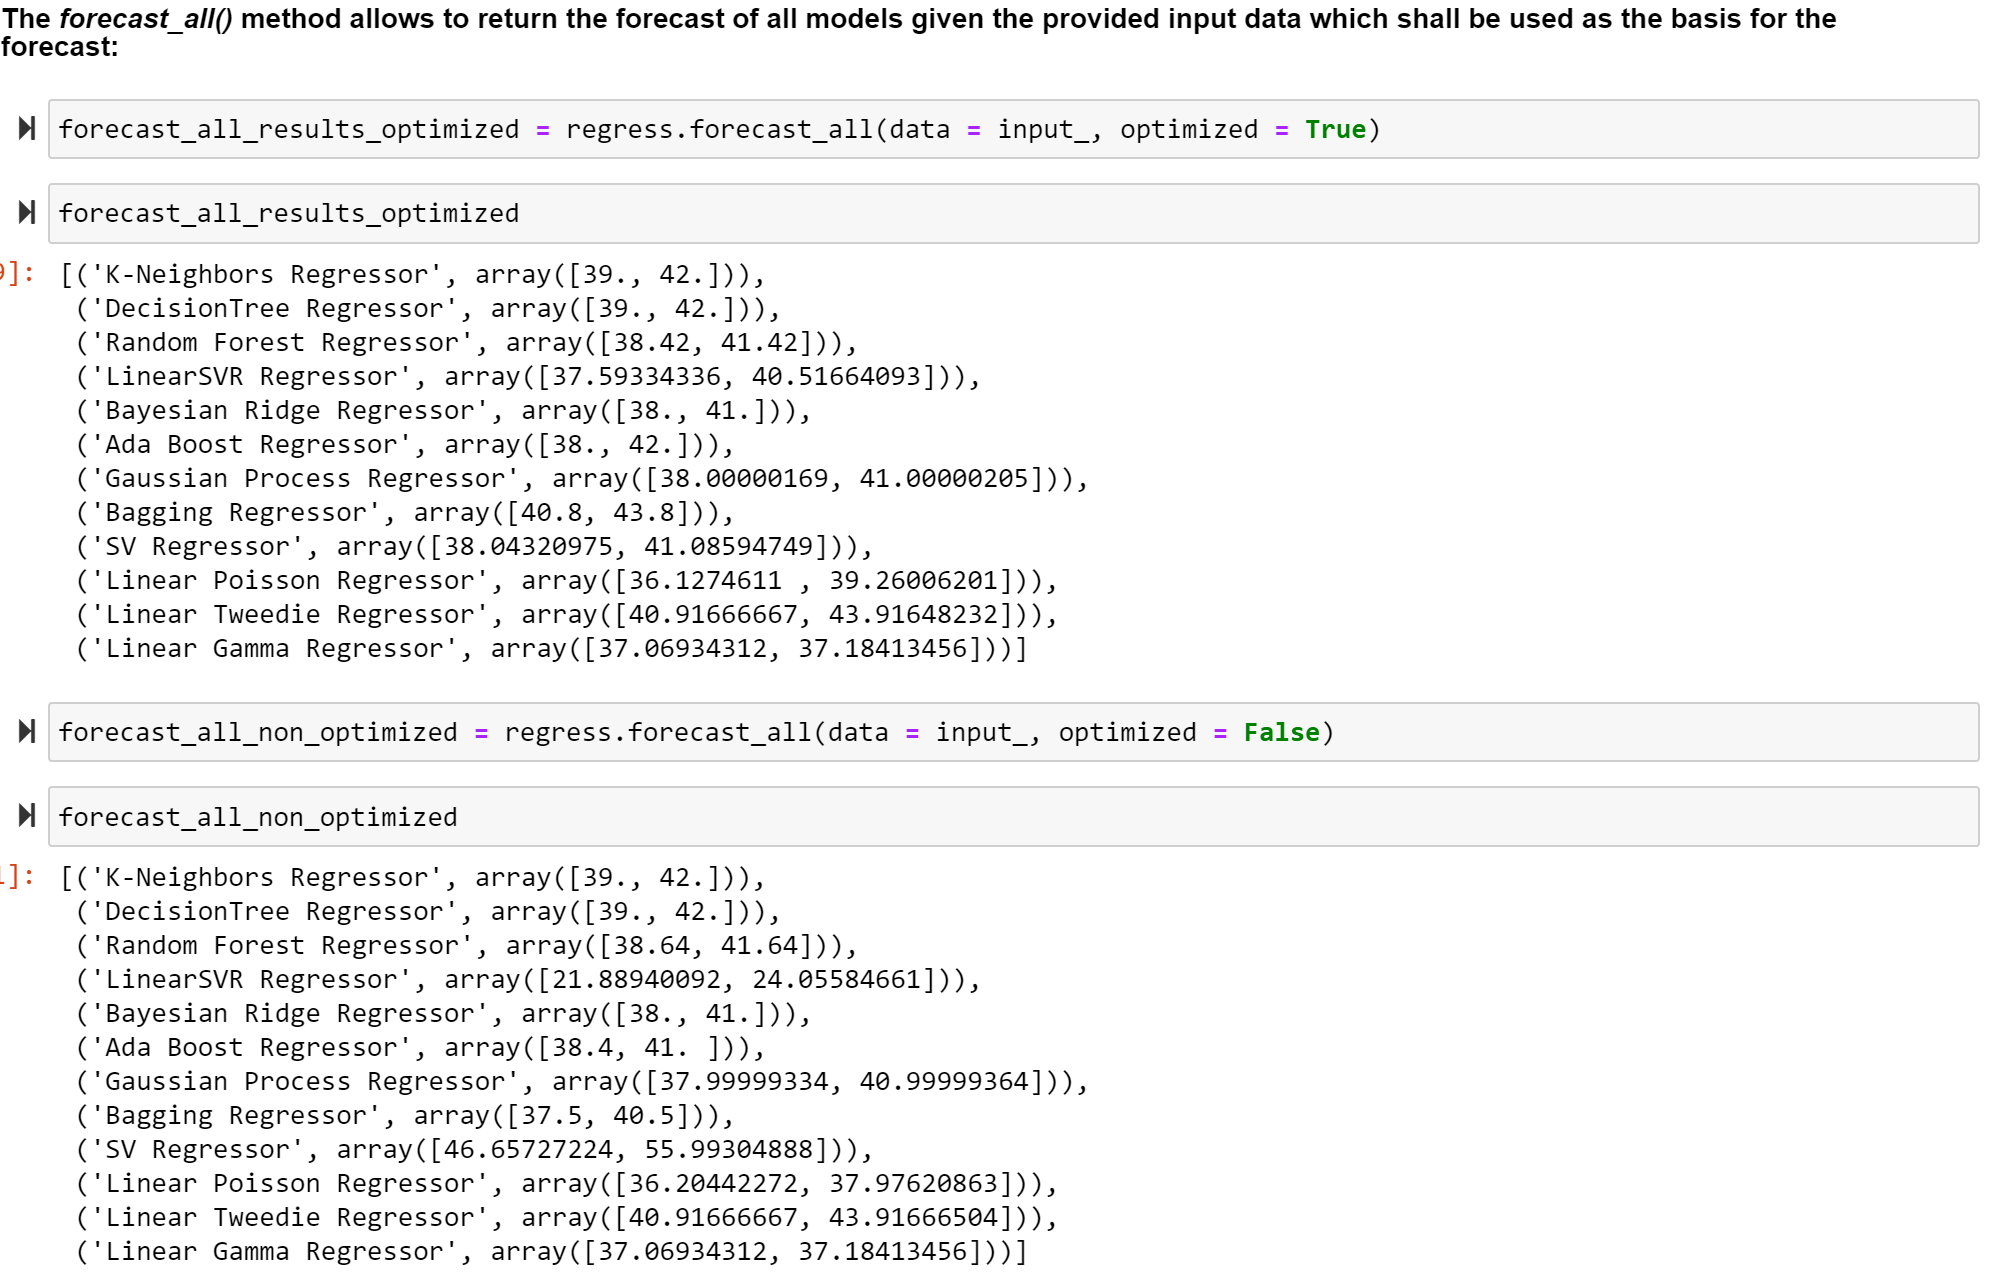 The forecast_all() method allows to return the forecast of all models given the provided input data which shall be used as the basis for the
forecast:
forecast_all_results_optimized = regress.forecast_all(data = input_, optimized = True)
forecast_all_results_optimized
9]: [('K-Neighbors Regressor', array([39., 42.])),
('DecisionTree Regressor', array([39., 42.])),
('Random Forest Regressor', array([38.42, 41.42])),
('LinearSVR Regressor', array([37.59334336, 40.51664093])),
('Bayesian Ridge Regressor', array([38., 41.])),
('Ada Boost Regressor', array([38., 42.])),
('Gaussian Process Regressor', array([38.00000169, 41.00000205])),
('Bagging Regressor', array([40.8, 43.8])),
('SV Regressor', array([38.04320975, 41.08594749])),
('Linear Poisson Regressor', array([36.1274611 , 39.26006201])),
('Linear Tweedie Regressor', array([40.91666667, 43.91648232])),
('Linear Gamma Regressor', array([37.06934312, 37.18413456]))]
forecast_all_non_optimized = regress.forecast_all(data = input_, optimized = False)
forecast_all_non_optimized
1]: [('K-Neighbors Regressor', array([39., 42.])),
('DecisionTree Regressor', array([39., 42.])),
('Random Forest Regressor', array([38.64, 41.64])),
('LinearSVR Regressor', array([21.88940092, 24.05584661])),
('Bayesian Ridge Regressor', array([38., 41.])),
('Ada Boost Regressor', array([38.4, 41. ])),
('Gaussian Process Regressor', array([37.99999334, 40.99999364])),
('Bagging Regressor', array([37.5, 40.5])),
('SV Regressor', array([46.65727224, 55.99304888])),
('Linear Poisson Regressor', array([36.20442272, 37.97620863])),
('Linear Tweedie Regressor', array([40.91666667, 43.91666504])),
('Linear Gamma Regressor', array([37.06934312, 37.18413456]))]